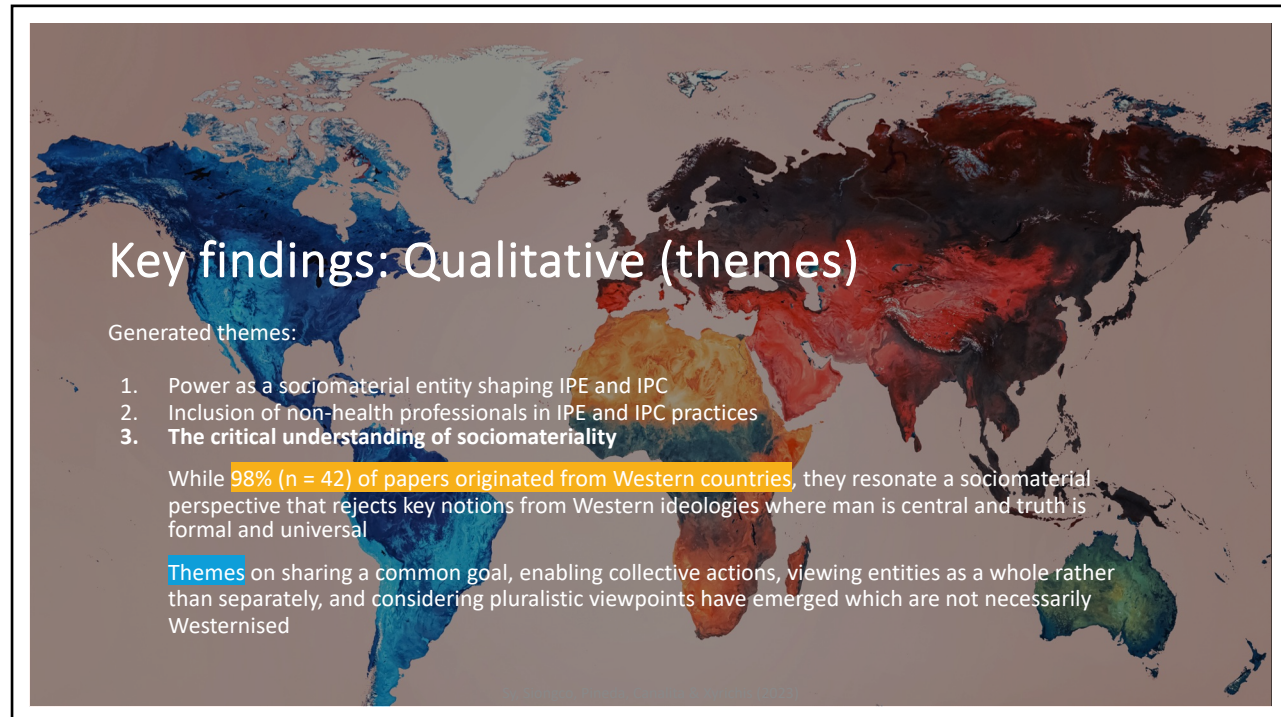 Key findings: Qualitative (themes)
Generated themes:
1. Power as a sociomaterial entity shaping IPE and IPC
2. Inclusion of non-health professionals in IPE and IPC practices
3. The critical understanding of sociomateriality
While 98% (n = 42) of papers originated from Western countries, they resonate a sociomaterial
perspective that rejects key notions from Western ideologies where man is central and truth is
formal and universal
Themes on sharing a common goal, enabling collective actions, viewing entities as a whole rather
than separately, and considering pluralistic viewpoints have emerged which are not necessarily
Westernised